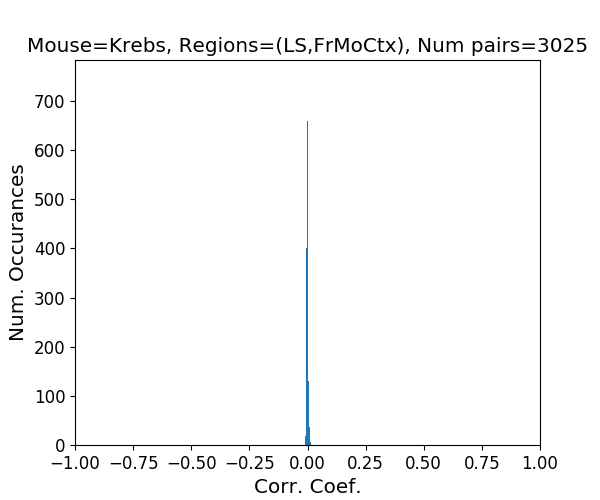 Mouse=Krebs, Regions=(LS,FrMoCtx), Num pairs=3025
700
600
500
400
300
200
100
0
Num. Occurances
−1.00 −0.75 −0.50 −0.25 0.00 0.25 0.50 0.75 1.00
Corr. Coef.